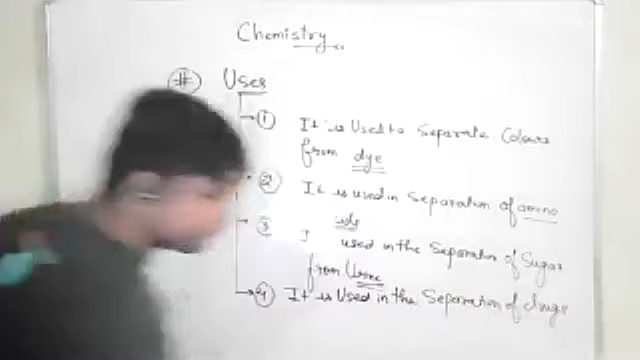 Chemistry
# Uses
1 It is Used to Separate Colours
from dye
2 It is used in Separation of amino
acids
3 I used in the Separation of Sugar
from Urine
4 It is Used in the Separation of drugs